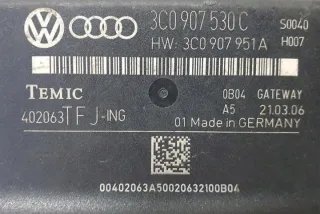 3C0 907 530 C S0040
HW: 3C0 907 951 A H007
TEMIC 0B04 GATEWAY
402063TFJ-ING A5 21.03.06
01 Made in GERMANY
00402063A50020632100B04